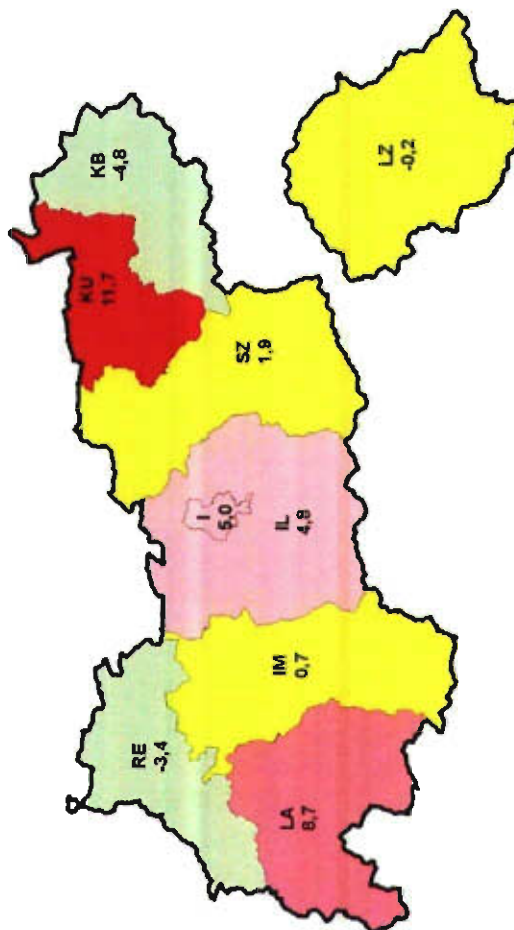 RE
-3,4
LA
8,7
IM
0,7
I
5,0
IL
4,8
SZ
1,9
KU
11,7
KB
-4,8
LZ
-0,2